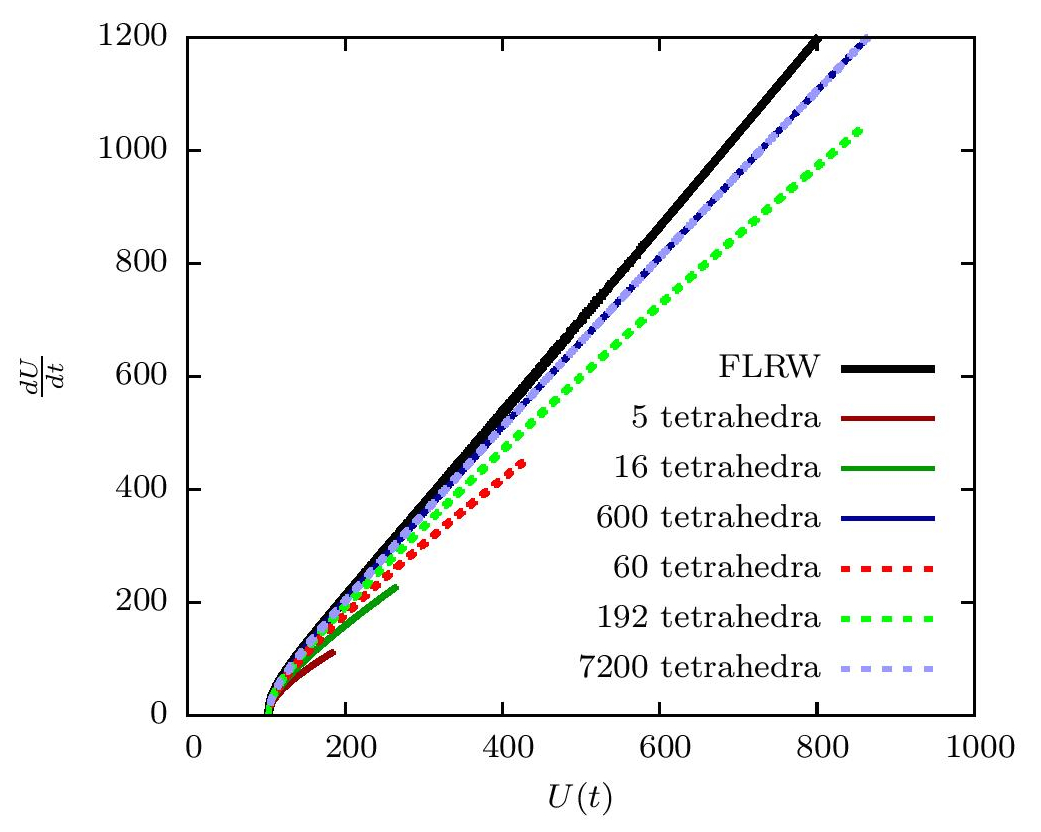 1200
1000
800
600
400
200
0
dU
dt
FLRW
5 tetrahedra
16 tetrahedra
600 tetrahedra
60 tetrahedra
192 tetrahedra
7200 tetrahedra
0 200 400 600 800 1000
U(t)